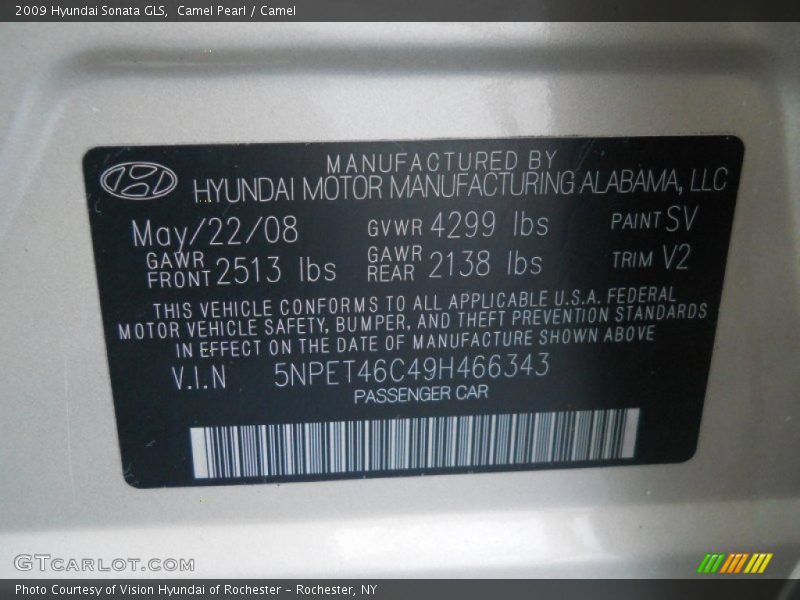 2009 Hyundai Sonata GLS, Camel Pearl / Camel
MANUFACTURED BY
HYUNDAI MOTOR MANUFACTURING ALABAMA, LLC
May/22/08 GVWR 4299 lbs PAINT SV
GAWR FRONT 2513 lbs GAWR REAR 2138 lbs TRIM V2
THIS VEHICLE CONFORMS TO ALL APPLICABLE U.S.A. FEDERAL
MOTOR VEHICLE SAFETY, BUMPER, AND THEFT PREVENTION STANDARDS
IN EFFECT ON THE DATE OF MANUFACTURE SHOWN ABOVE
V.I.N 5NPET46C49H466343
PASSENGER CAR
GTCARLOT.COM
Photo Courtesy of Vision Hyundai of Rochester - Rochester, NY